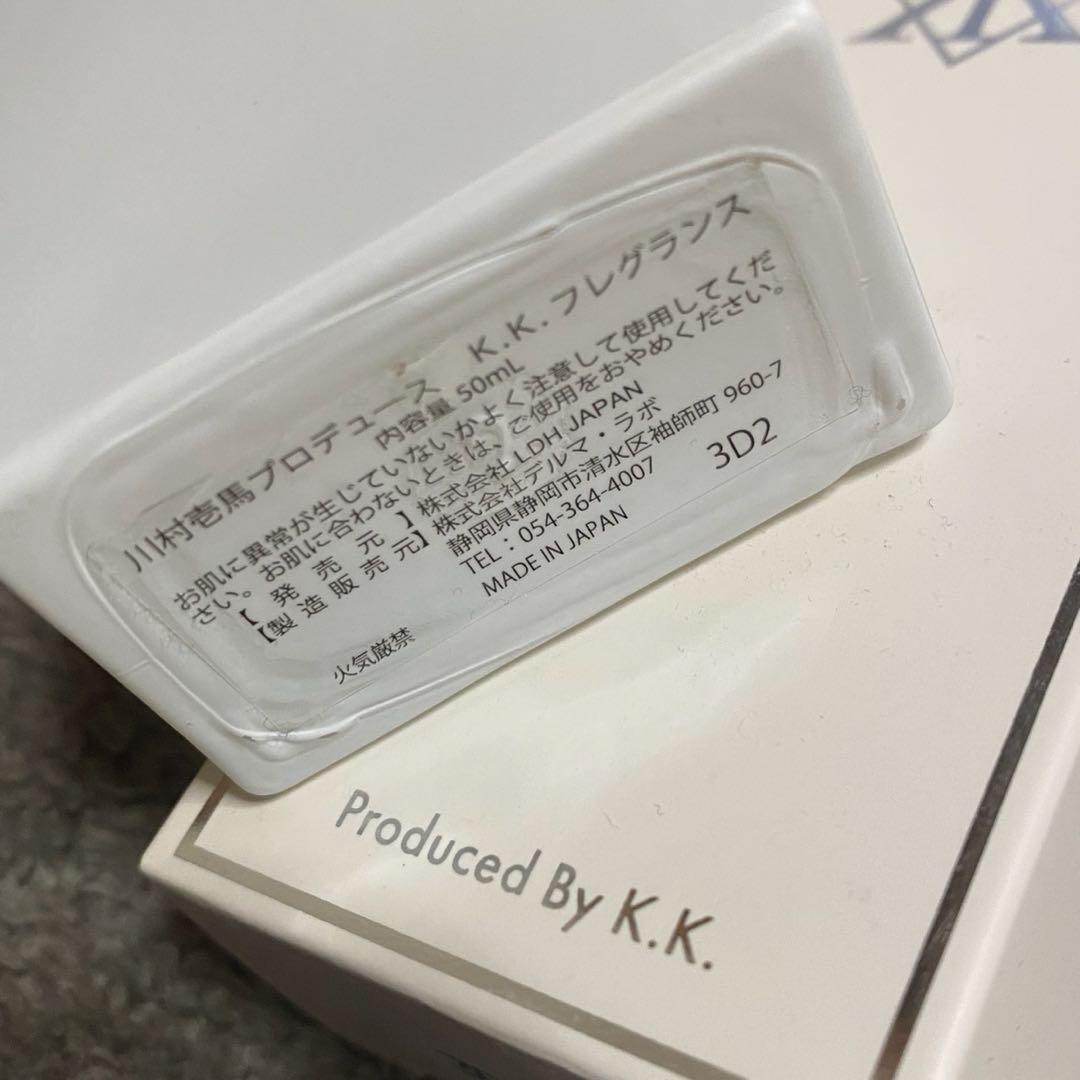 川村壱馬プロデュース K.K.フレグランス
内容量 50mL
お肌に異常が生じていないかよく注意して使用してくだ
さい。お肌に合わないときは、ご使用をおやめください。
【 発 売 元 】株式会社 LDH JAPAN
【製造販売元】株式会社デルマ・ラボ
静岡県静岡市清水区袖師町 960-7
TEL : 054-364-4007
MADE IN JAPAN
3D2
火気厳禁
Produced By K.K.